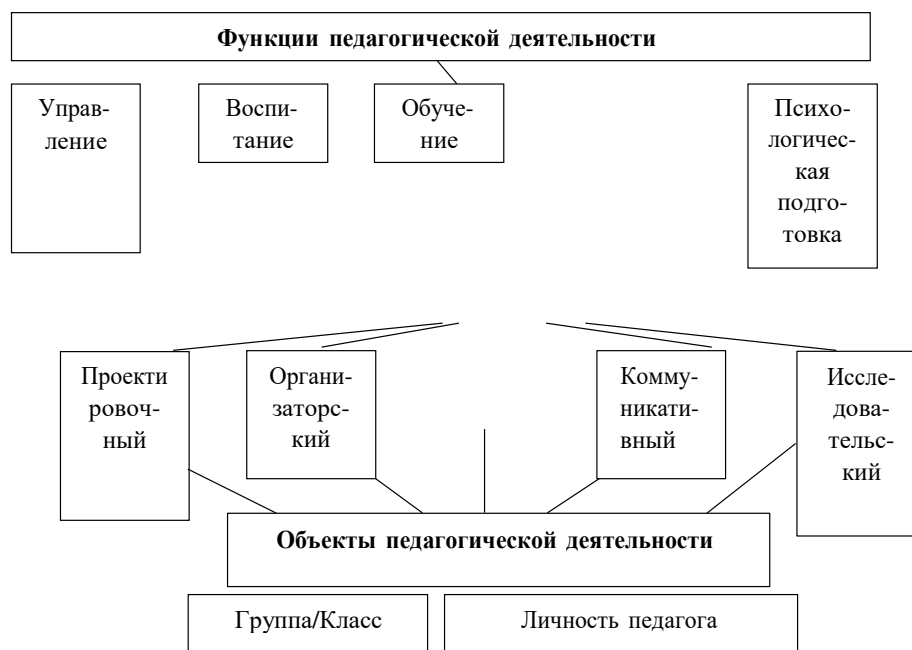 Функции педагогической деятельности
Управ-
ление
Воспи-
тание
Обуче-
ние
Психо-
логичес-
кая
подго-
товка
Проекти
ровоч-
ный
Органи-
заторс-
кий
Комму-
никати-
вный
Иссле-
дова-
тельс-
кий
Объекты педагогической деятельности
Группа/Класс
Личность педагога